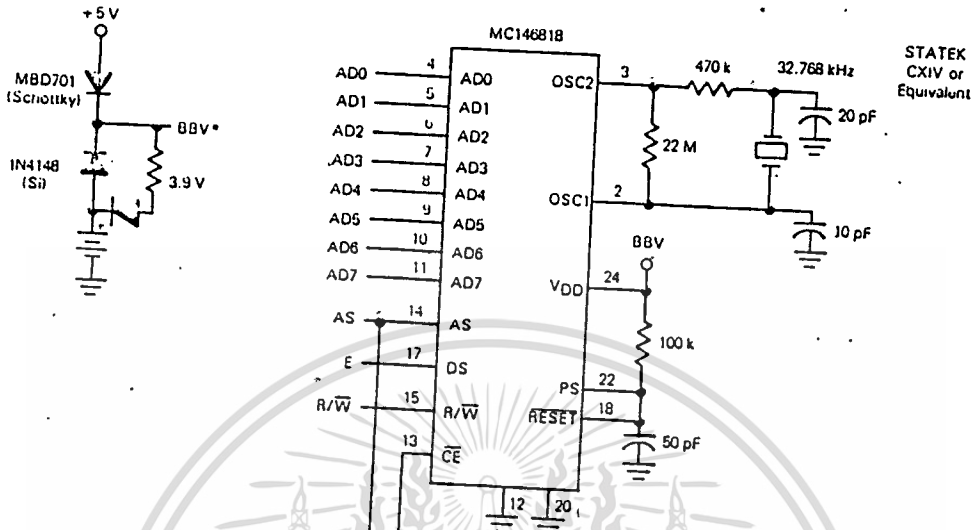 +5 V
MBD701
(Schottky)
BBV*
1N4148
(Si)
3.9 V
MC146818
AD0 4 AD0
AD1 5 AD1
AD2 6 AD2
AD3 7 AD3
AD4 8 AD4
AD5 9 AD5
AD6 10 AD6
AD7 11 AD7
AS 14 AS
E 17 DS
R/W̅ 15 R/W̅
13 C̅E̅
OSC2 3
470 k
32.768 kHz
STATEK
CXIV or
Equivalent
20 pF
22 M
OSC1 2
10 pF
BBV
VDD 24
100 k
PS 22
R̅E̅S̅E̅T̅ 18
50 pF
12
20